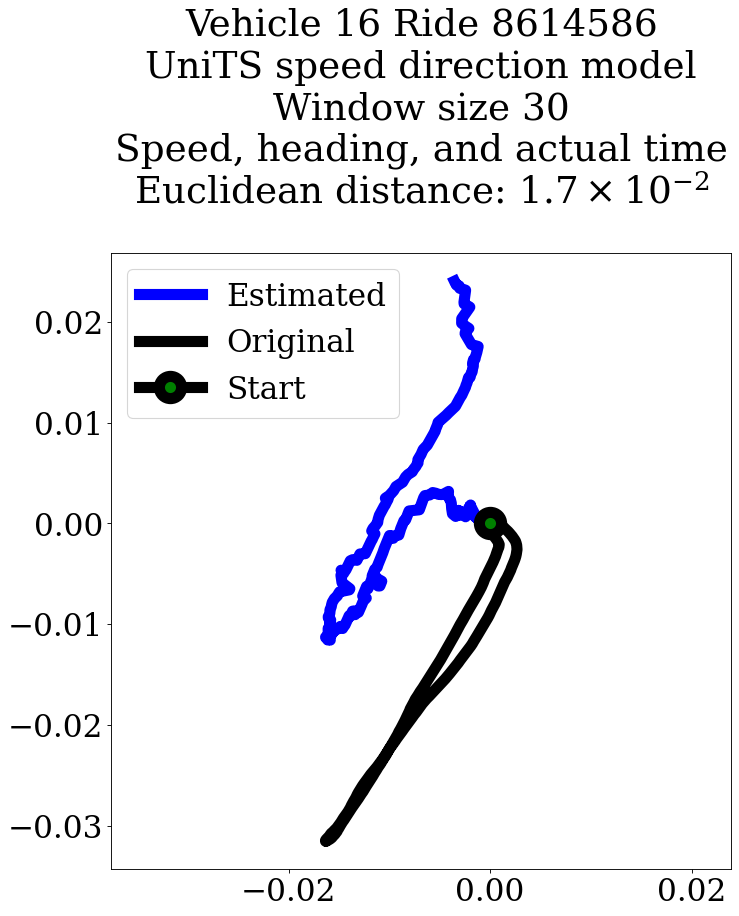 Vehicle 16 Ride 8614586
UniTS speed direction model
Window size 30
Speed, heading, and actual time
Euclidean distance: 1.7 × 10⁻²
Estimated
Original
Start
0.02
0.01
0.00
−0.01
−0.02
−0.03
−0.02 0.00 0.02